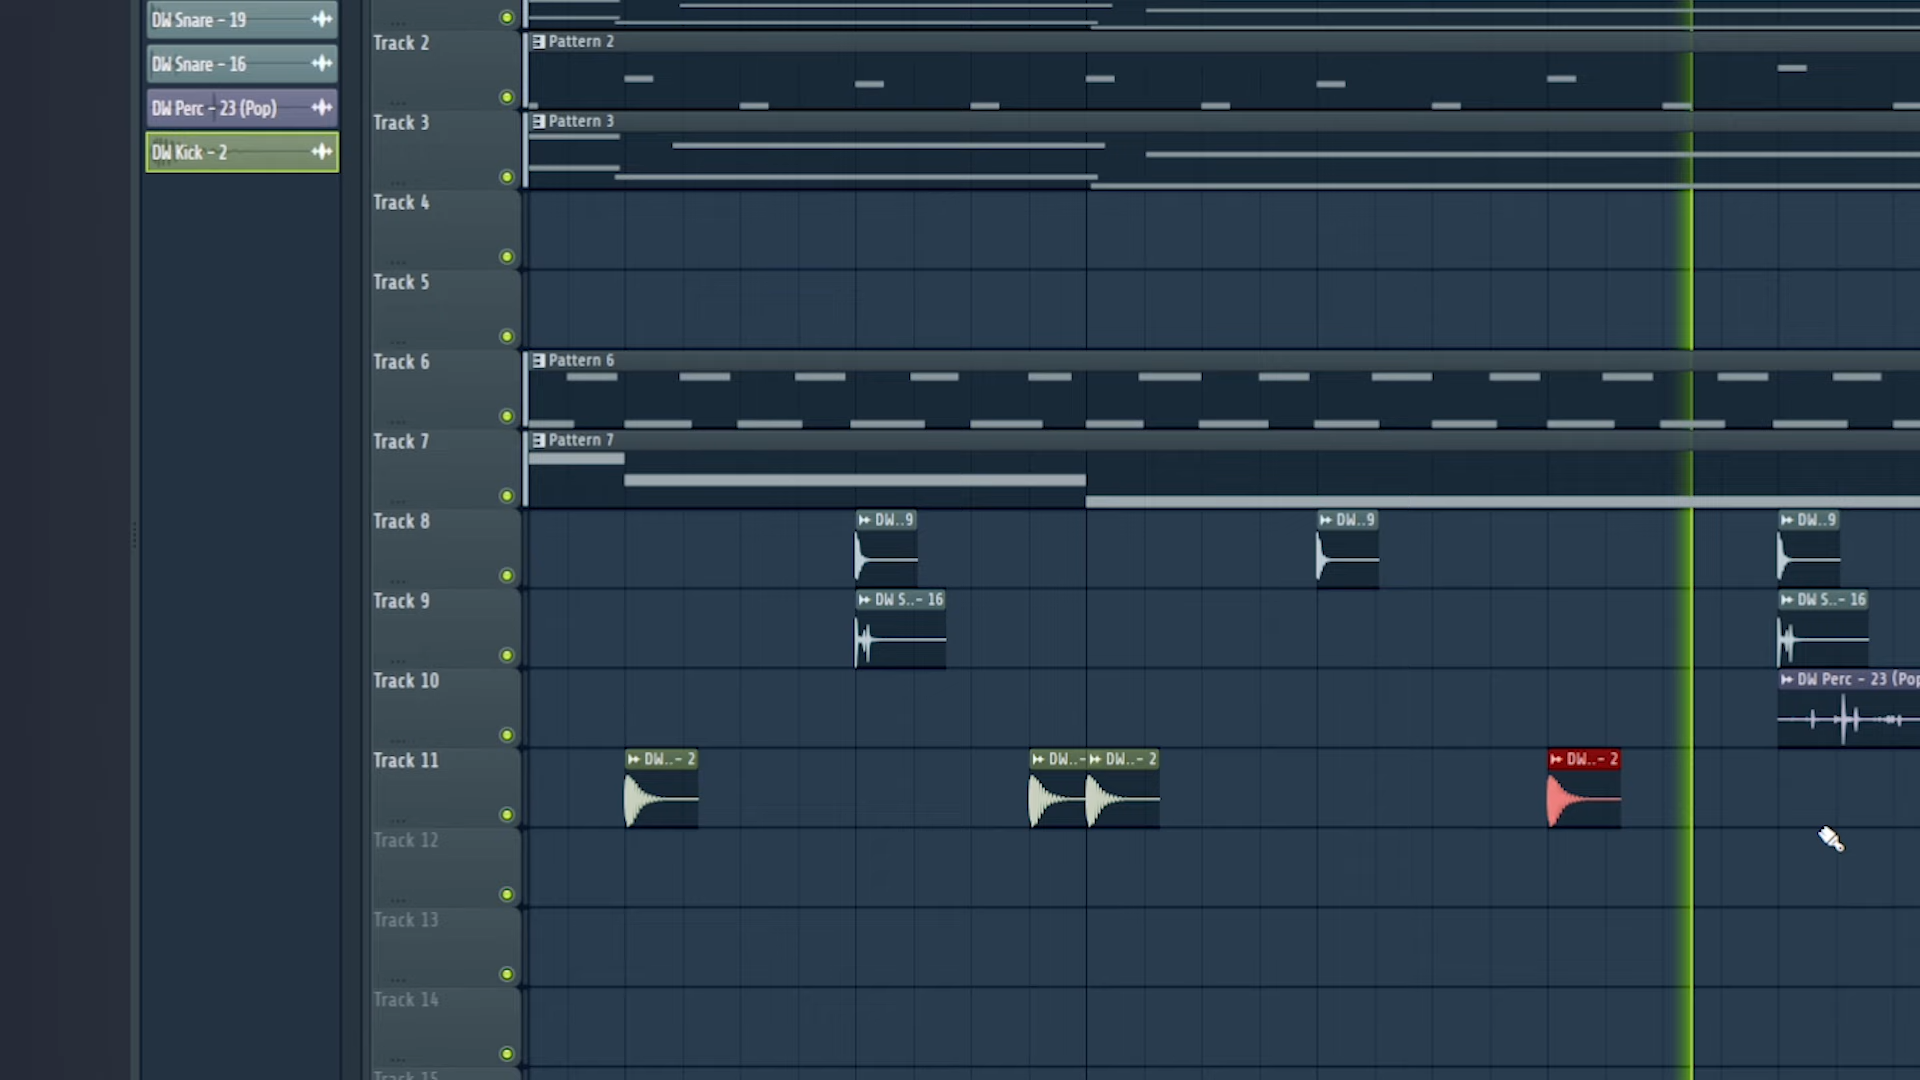 DW Snare - 19
DW Snare - 16
DW Perc - 23 (Pop)
DW Kick - 2
Track 2
Pattern 2
Track 3
Pattern 3
Track 4
Track 5
Track 6
Pattern 6
Track 7
Pattern 7
Track 8
DW..9
DW..9
DW..9
Track 9
DW S..- 16
DW S..- 16
Track 10
DW Perc - 23 (Pop
Track 11
DW..- 2
DW..-
DW..- 2
DW..- 2
Track 12
Track 13
Track 14
Track 15